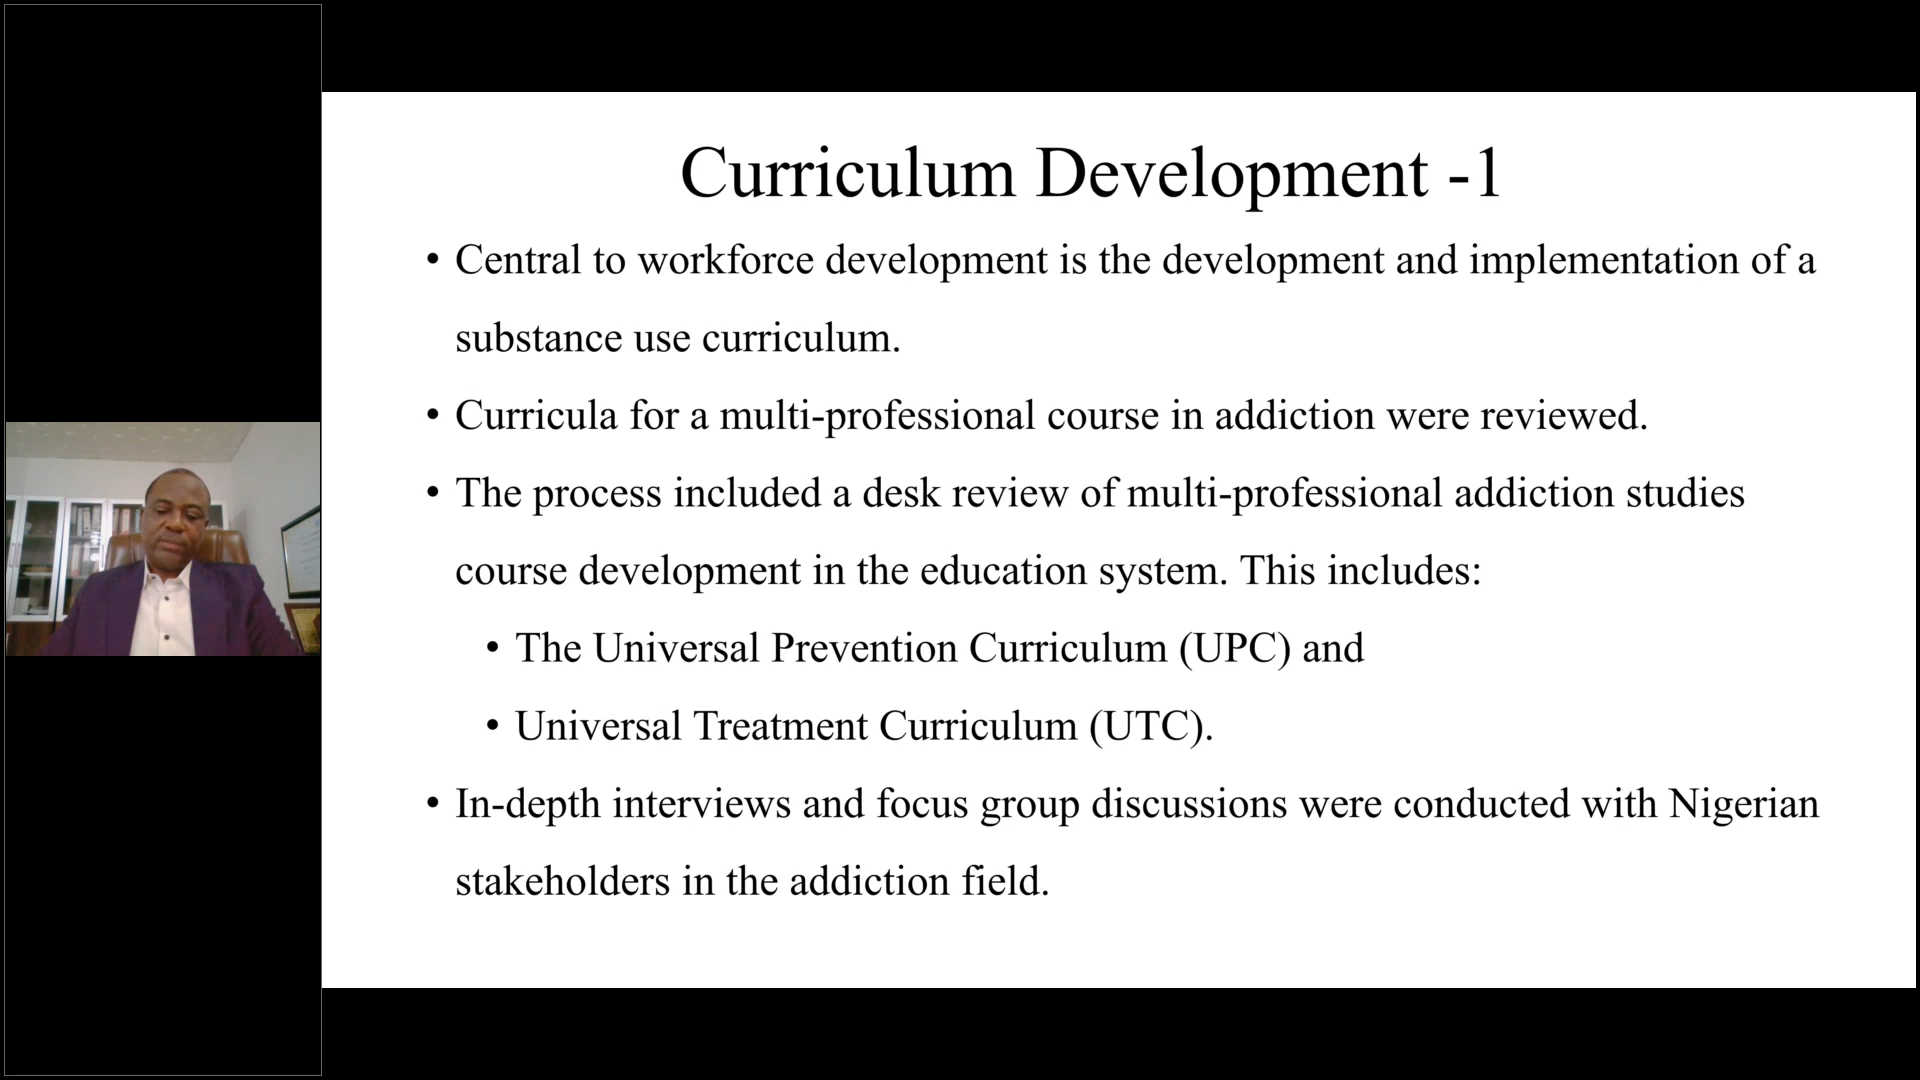 Curriculum Development -1
• Central to workforce development is the development and implementation of a
substance use curriculum.
• Curricula for a multi-professional course in addiction were reviewed.
• The process included a desk review of multi-professional addiction studies
course development in the education system. This includes:
• The Universal Prevention Curriculum (UPC) and
• Universal Treatment Curriculum (UTC).
• In-depth interviews and focus group discussions were conducted with Nigerian
stakeholders in the addiction field.